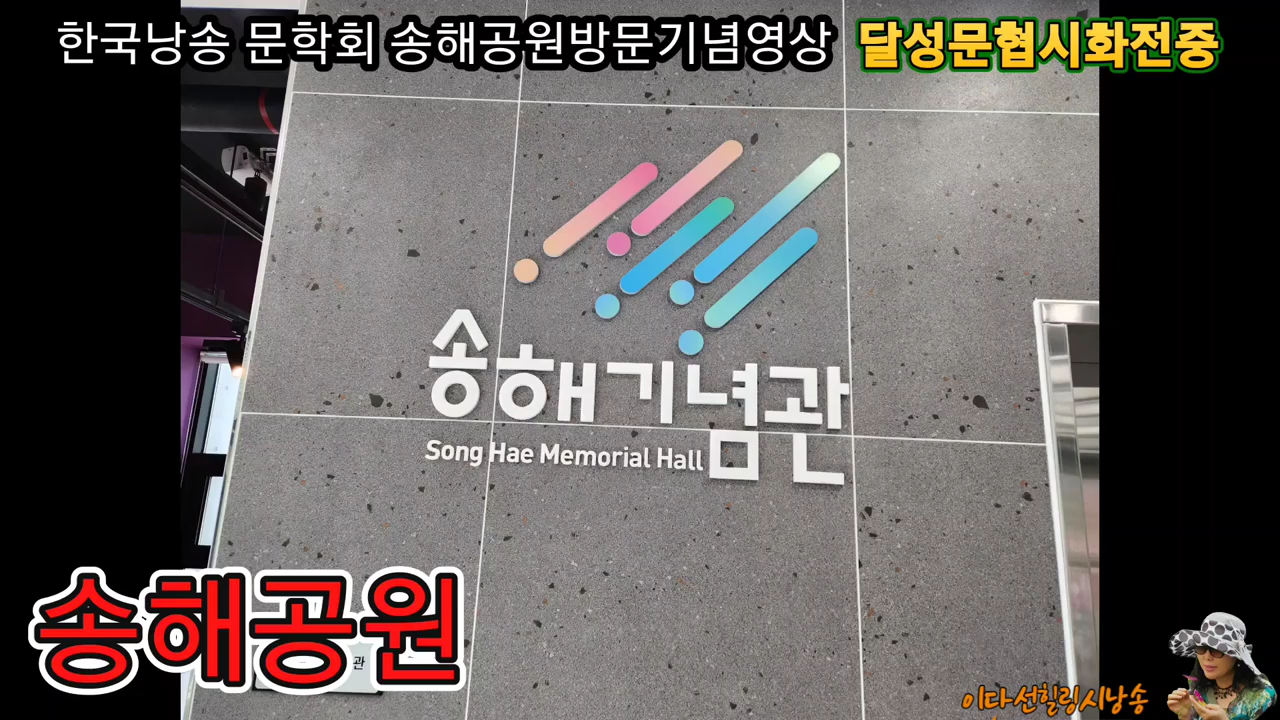 한국낭송 문학회 송해공원방문기념영상 달성문협시화전중
송해기념관
Song Hae Memorial Hall
송해공원
관
이다선힐링시낭송